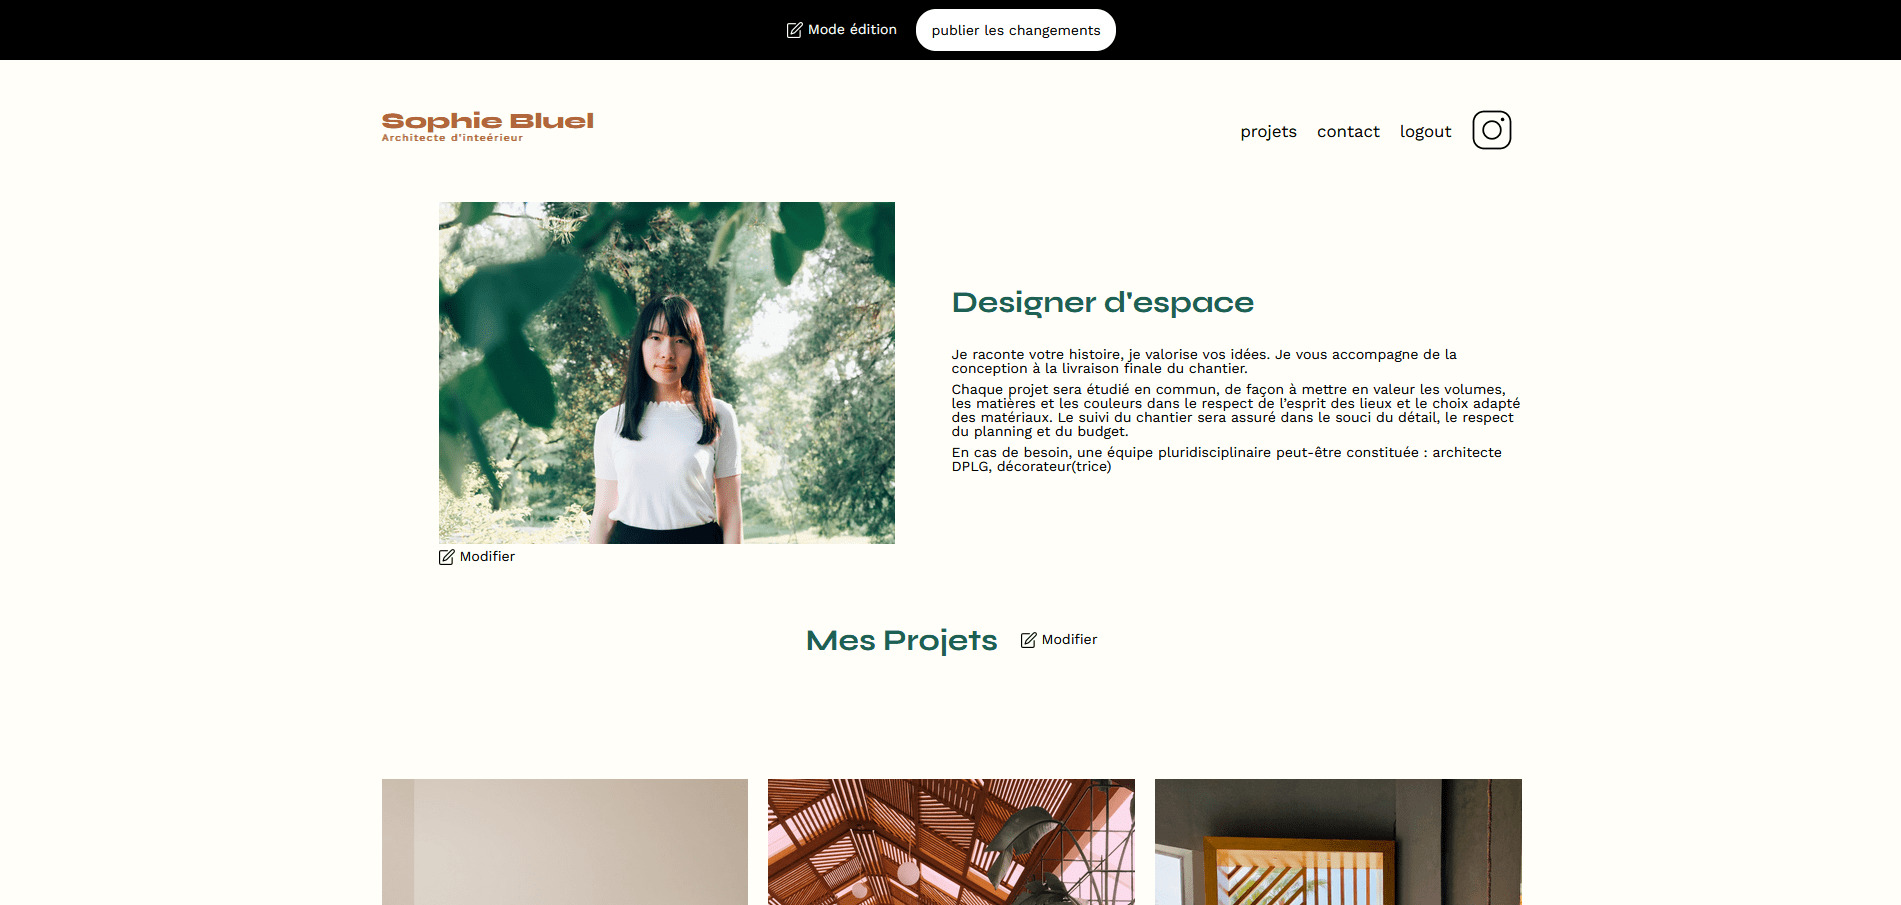 Mode édition
publier les changements
Sophie Bluel
Architecte d'inteérieur
projets
contact
logout
Designer d'espace
Je raconte votre histoire, je valorise vos idées. Je vous accompagne de la
conception à la livraison finale du chantier.
Chaque projet sera étudié en commun, de façon à mettre en valeur les volumes,
les matières et les couleurs dans le respect de l’esprit des lieux et le choix adapté
des matériaux. Le suivi du chantier sera assuré dans le souci du détail, le respect
du planning et du budget.
En cas de besoin, une équipe pluridisciplinaire peut-être constituée : architecte
DPLG, décorateur(trice)
Modifier
Mes Projets
Modifier